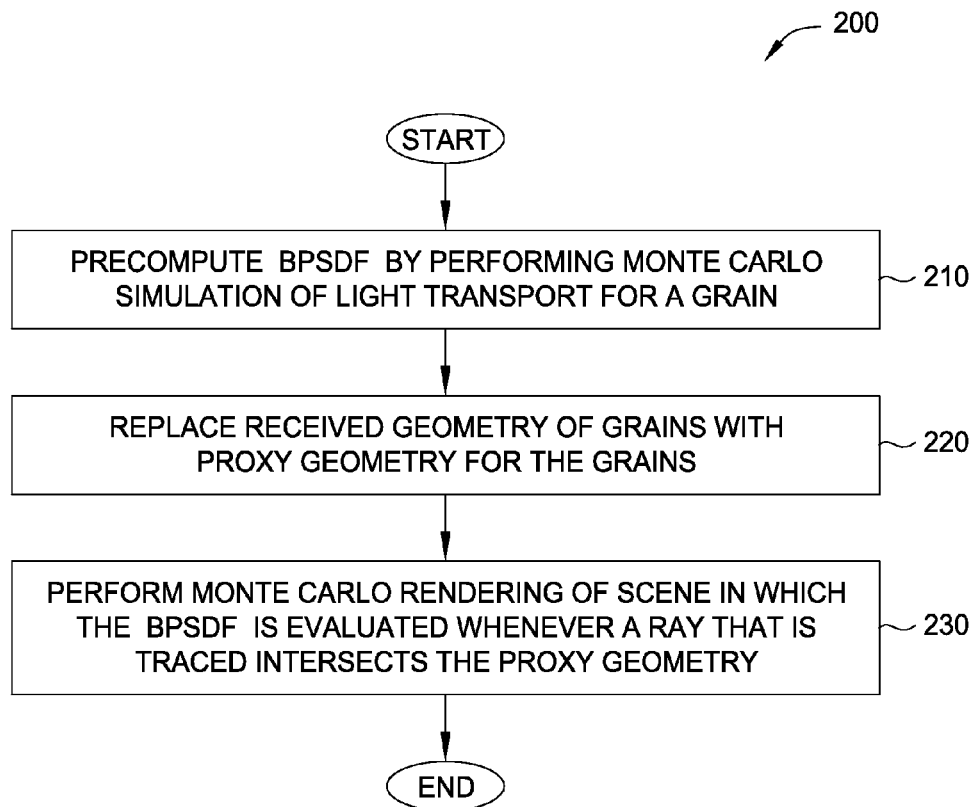 200
START
PRECOMPUTE BPSDF BY PERFORMING MONTE CARLO
SIMULATION OF LIGHT TRANSPORT FOR A GRAIN
210
REPLACE RECEIVED GEOMETRY OF GRAINS WITH
PROXY GEOMETRY FOR THE GRAINS
220
PERFORM MONTE CARLO RENDERING OF SCENE IN WHICH
THE BPSDF IS EVALUATED WHENEVER A RAY THAT IS
TRACED INTERSECTS THE PROXY GEOMETRY
230
END